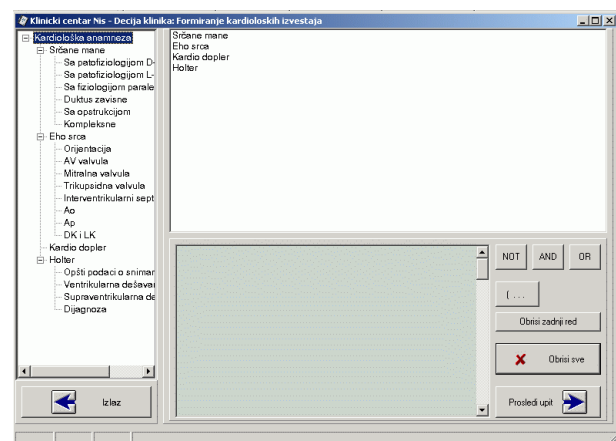 Klinicki centar Nis - Decija klinika: Formiranje kardioloskih izvestaja
Kardiološka anamneza
Srčane mane
Sa patofiziologijom D-
Sa patofiziologijom L-
Sa fiziologijom parale
Duktus zavisne
Sa opstrukcijom
Kompleksne
Eho srca
Orijentacija
AV valvula
Mitralna valvula
Trikupsidna valvula
Interventrikularni sept
Ao
Ap
DK i LK
Kardio dopler
Holter
Opšti podaci o snimar
Ventrikularna dešavar
Supraventrikularna de
Dijagnoza
Izlaz
Srčane mane
Eho srca
Kardio dopler
Holter
NOT AND OR
( ...
Obrisi zadnji red
Obrisi sve
Prosledi upit